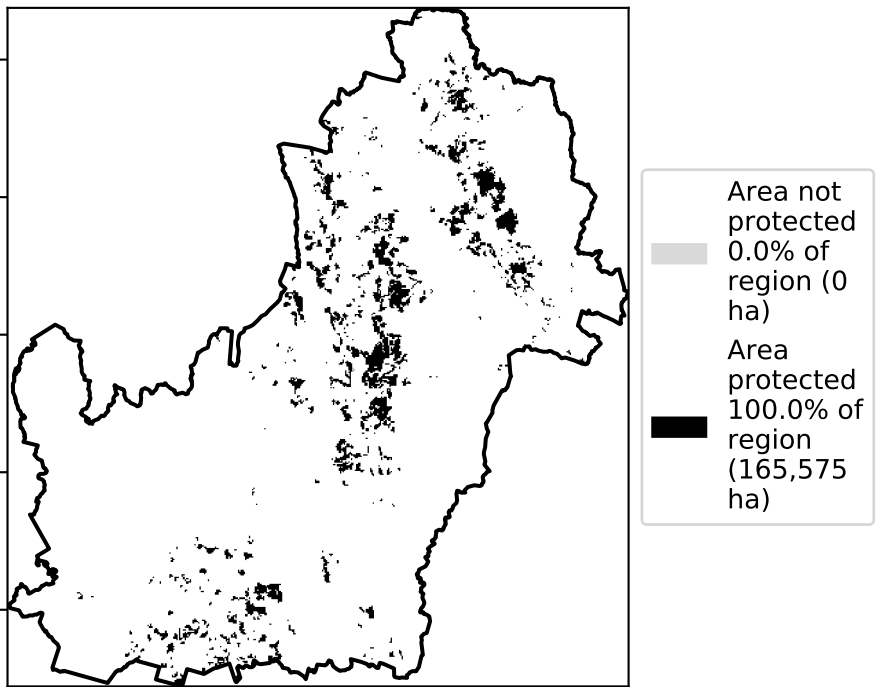 Area not
protected
0.0% of
region (0
ha)
Area
protected
100.0% of
region
(165,575
ha)